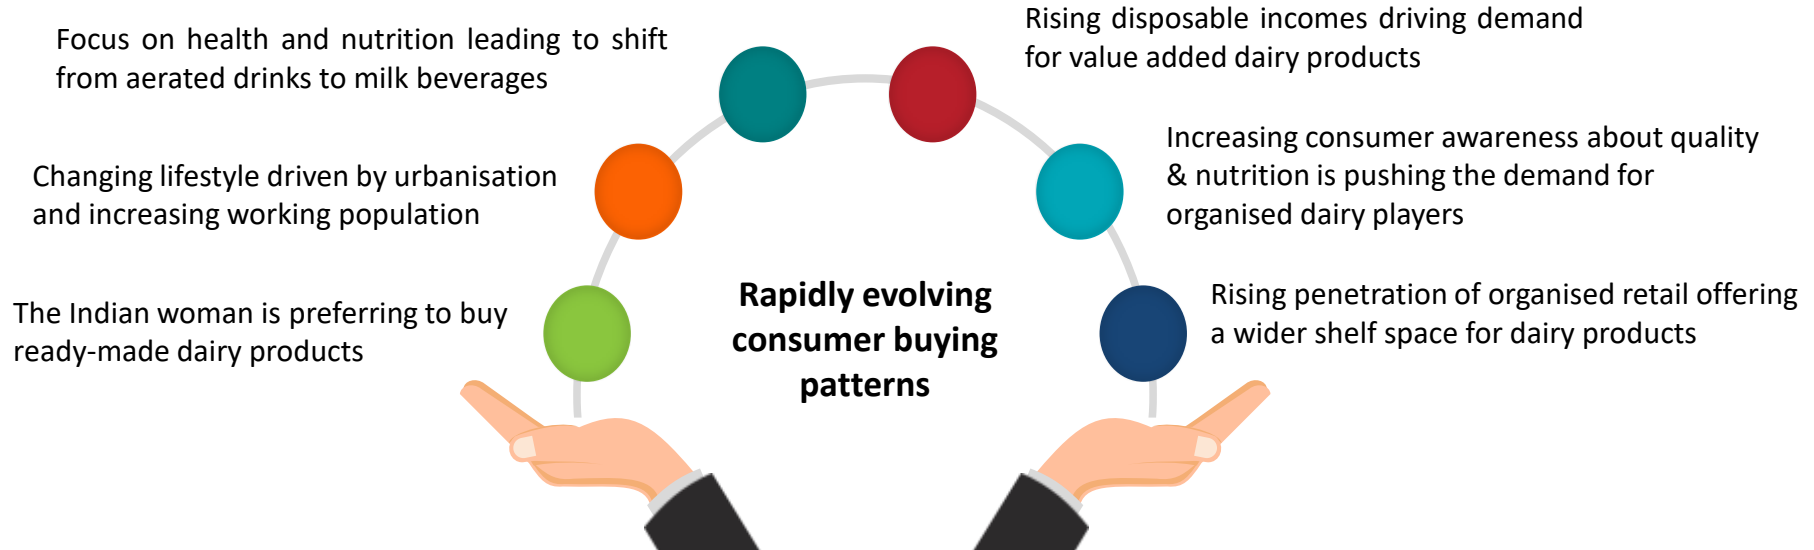 Focus on health and nutrition leading to shift
from aerated drinks to milk beverages
Changing lifestyle driven by urbanisation
and increasing working population
The Indian woman is preferring to buy
ready-made dairy products
Rising disposable incomes driving demand
for value added dairy products
Increasing consumer awareness about quality
& nutrition is pushing the demand for
organised dairy players
Rising penetration of organised retail offering
a wider shelf space for dairy products
Rapidly evolving
consumer buying
patterns